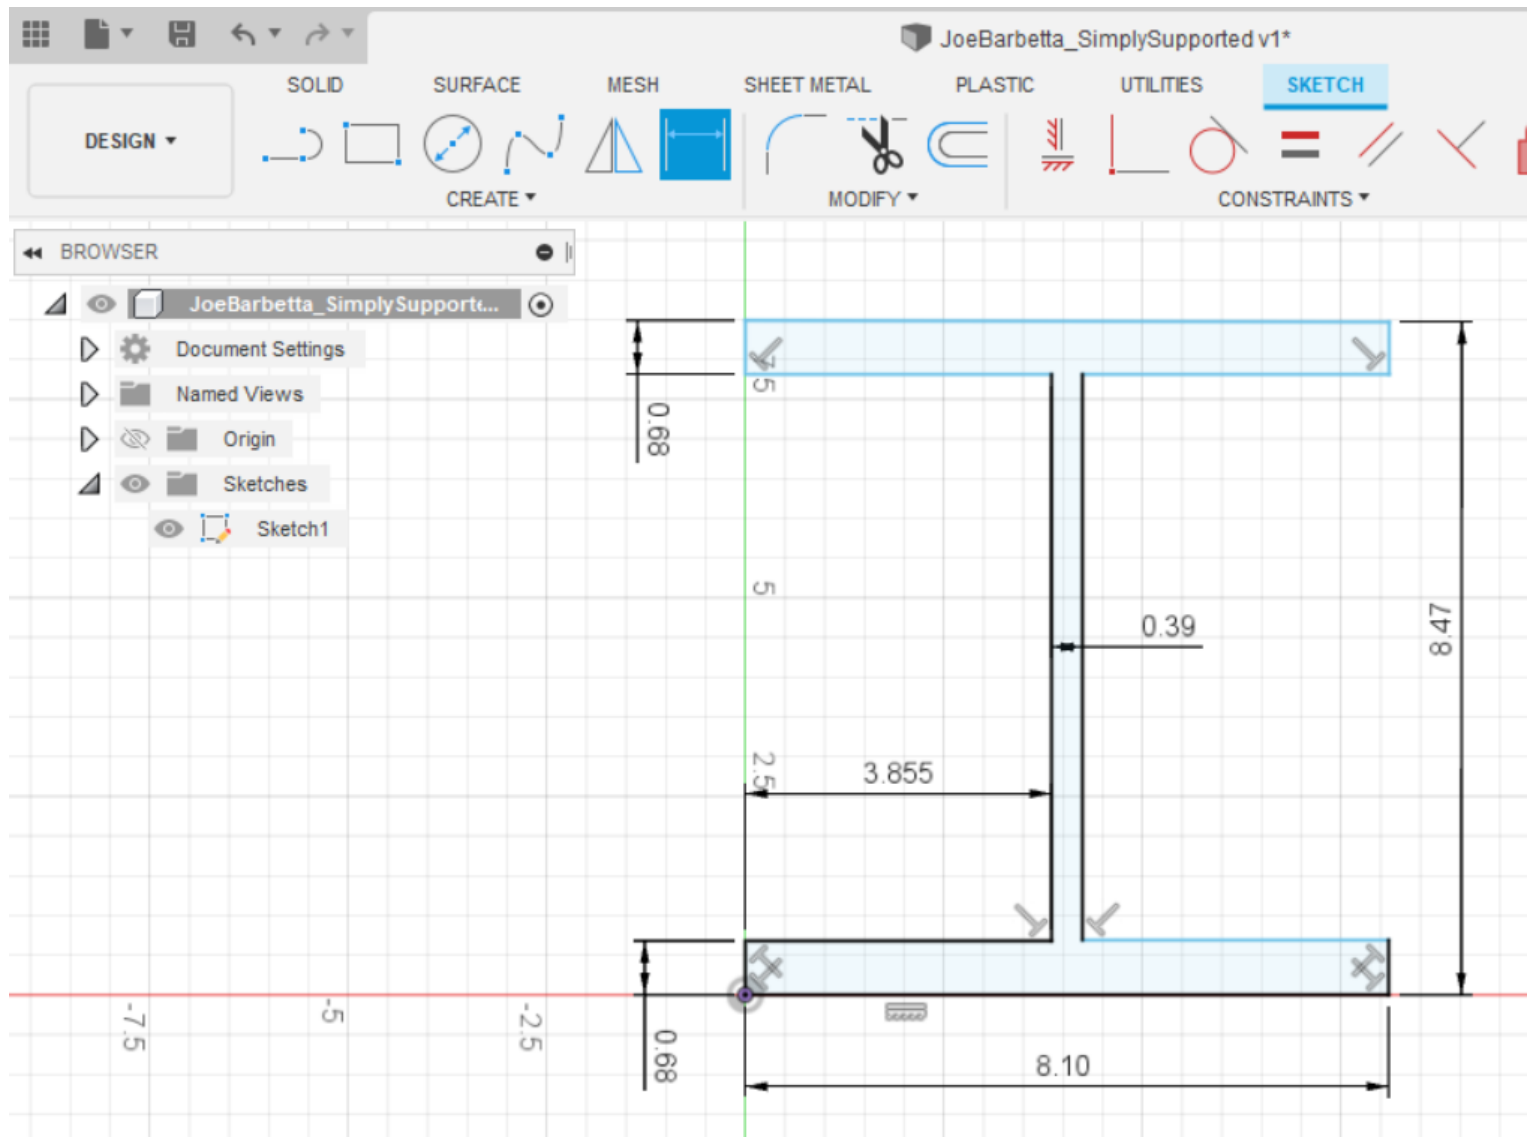 JoeBarbetta_SimplySupported v1*
SOLID SURFACE MESH SHEET METAL PLASTIC UTILITIES SKETCH
DESIGN
CREATE MODIFY CONSTRAINTS
BROWSER
JoeBarbetta_SimplySupporte...
Document Settings
Named Views
Origin
Sketches
Sketch1
7.5
0.68
5
0.39
8.47
2.5
3.855
-7.5
-5
-2.5
0.68
8.10